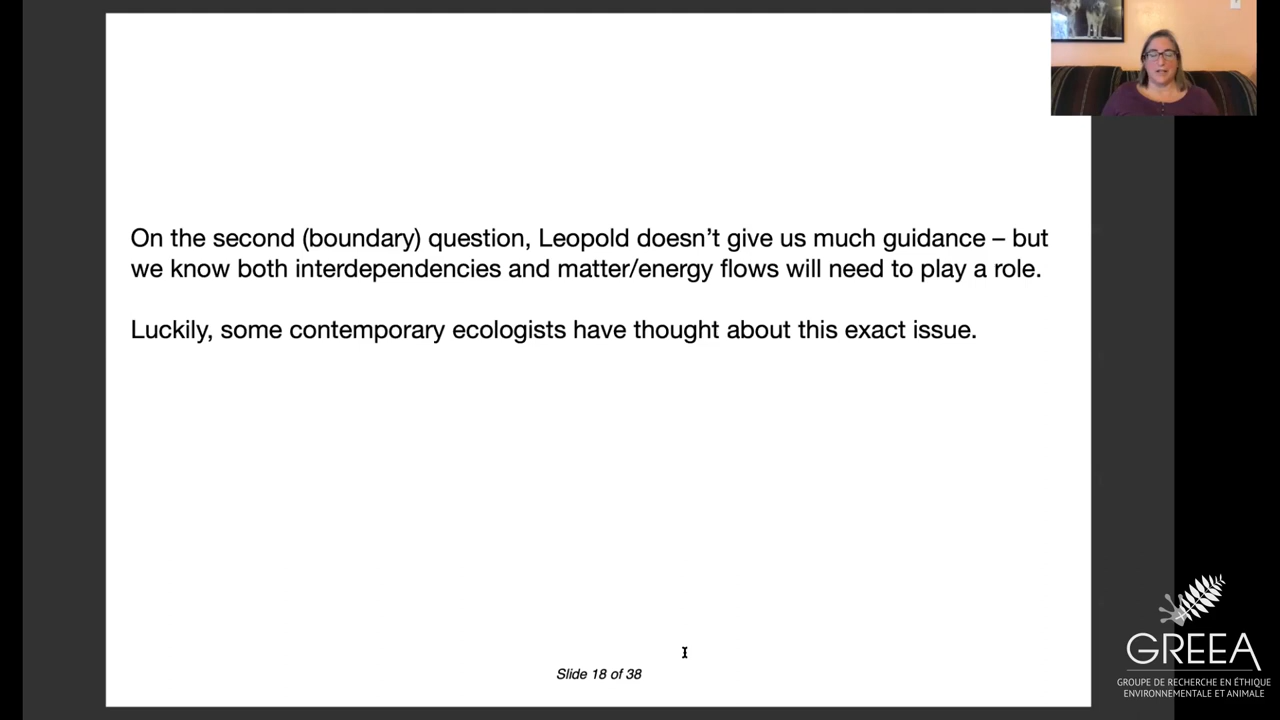 On the second (boundary) question, Leopold doesn’t give us much guidance – but
we know both interdependencies and matter/energy flows will need to play a role.
Luckily, some contemporary ecologists have thought about this exact issue.
Slide 18 of 38
GREEA
GROUPE DE RECHERCHE EN ÉTHIQUE
ENVIRONNEMENTALE ET ANIMALE